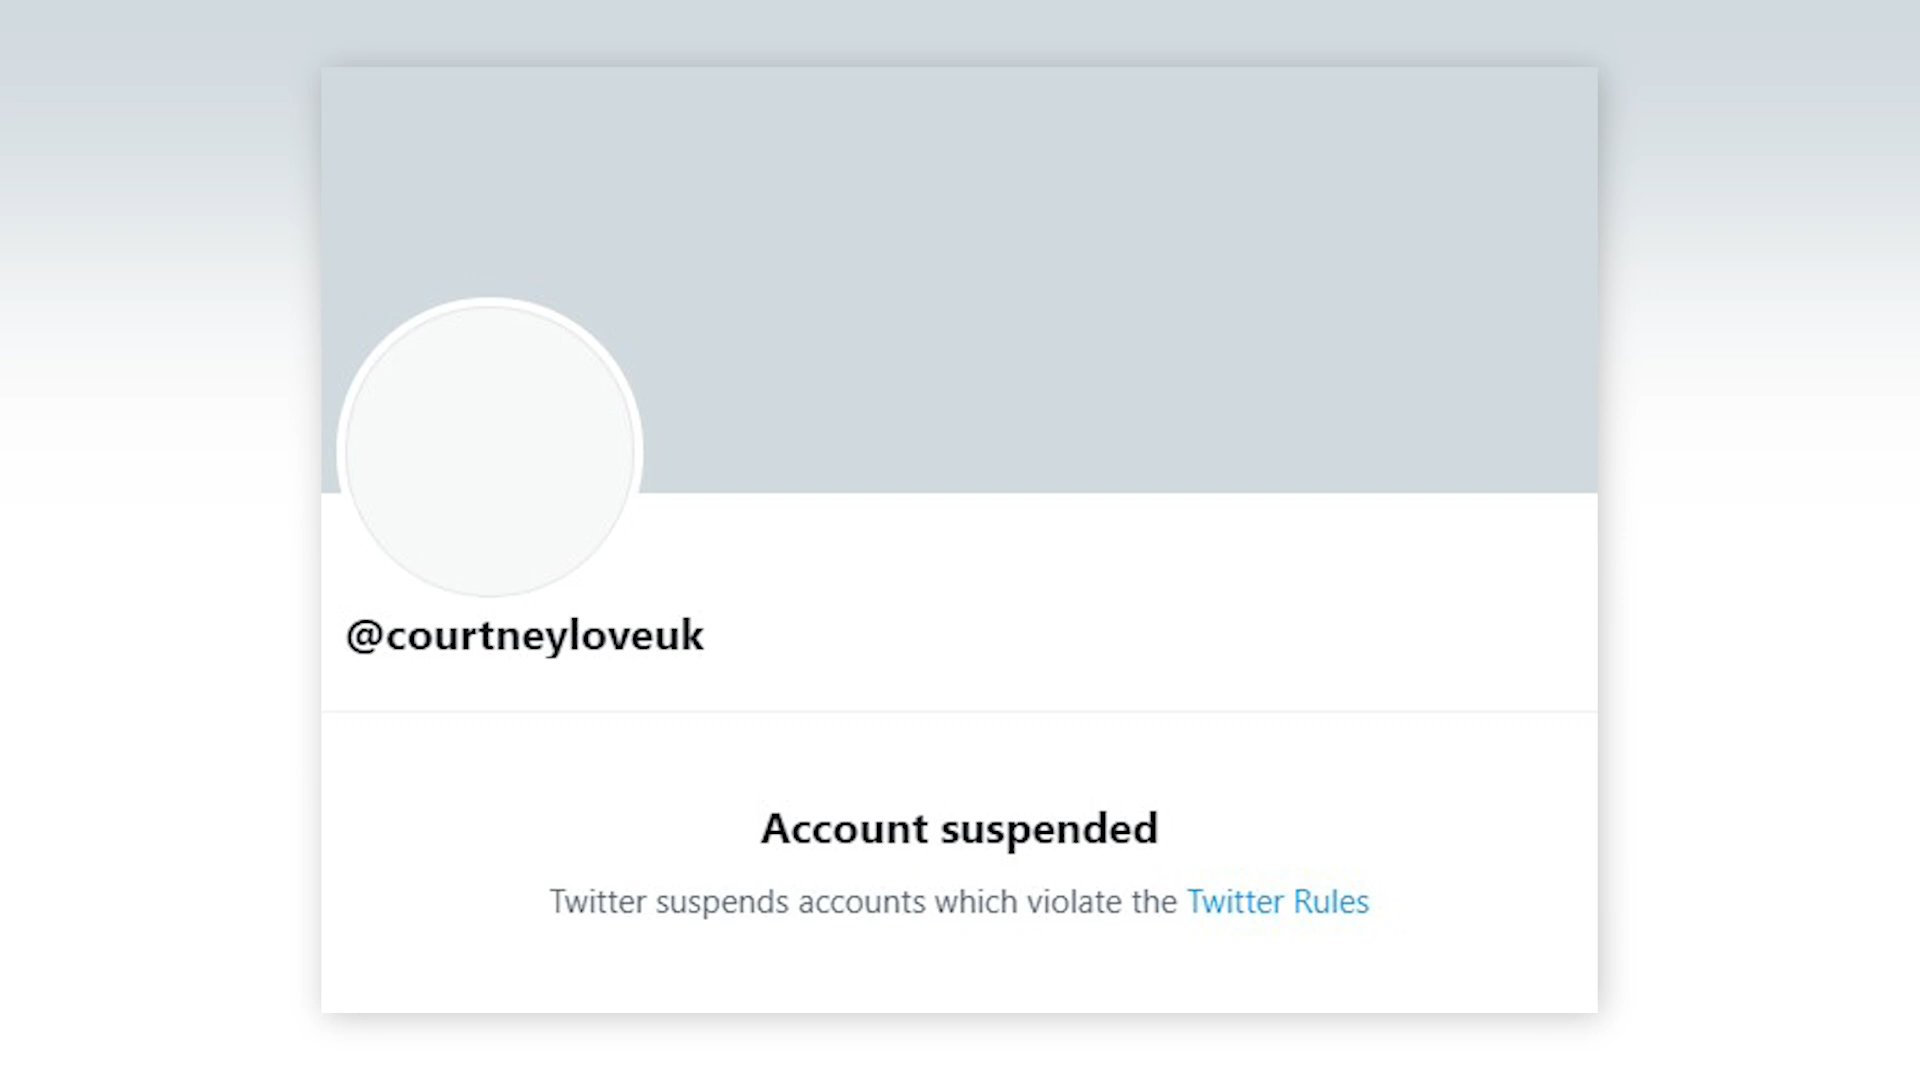 @courtneyloveuk
Account suspended
Twitter suspends accounts which violate the Twitter Rules